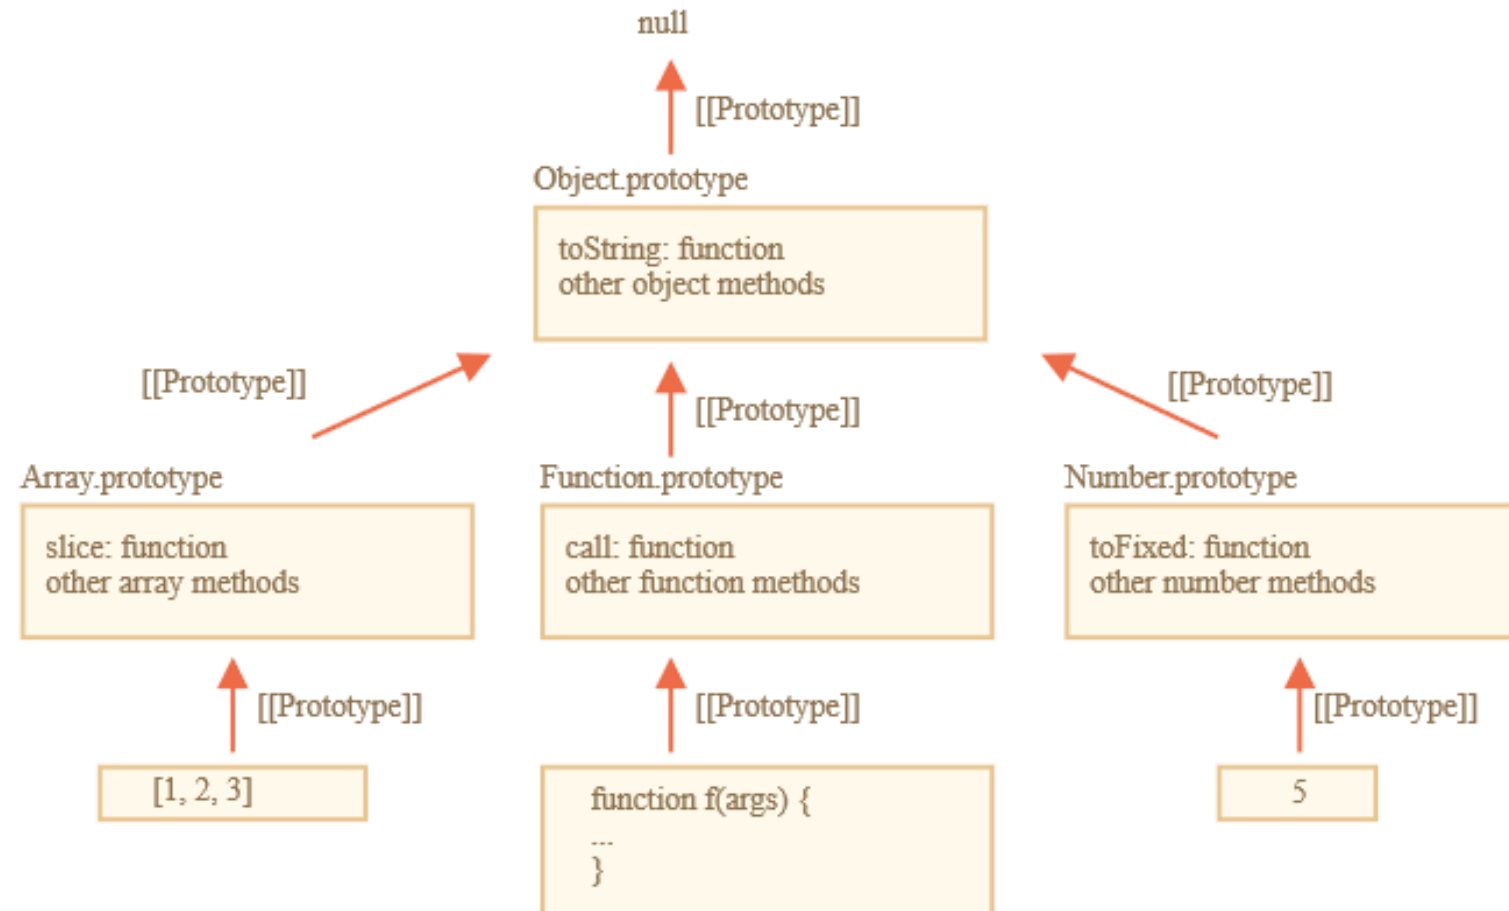 null
[[Prototype]]
Object.prototype
toString: function
other object methods
[[Prototype]]
[[Prototype]]
[[Prototype]]
Array.prototype
Function.prototype
Number.prototype
slice: function
other array methods
call: function
other function methods
toFixed: function
other number methods
[[Prototype]]
[[Prototype]]
[[Prototype]]
[1, 2, 3]
function f(args) {
...
}
5